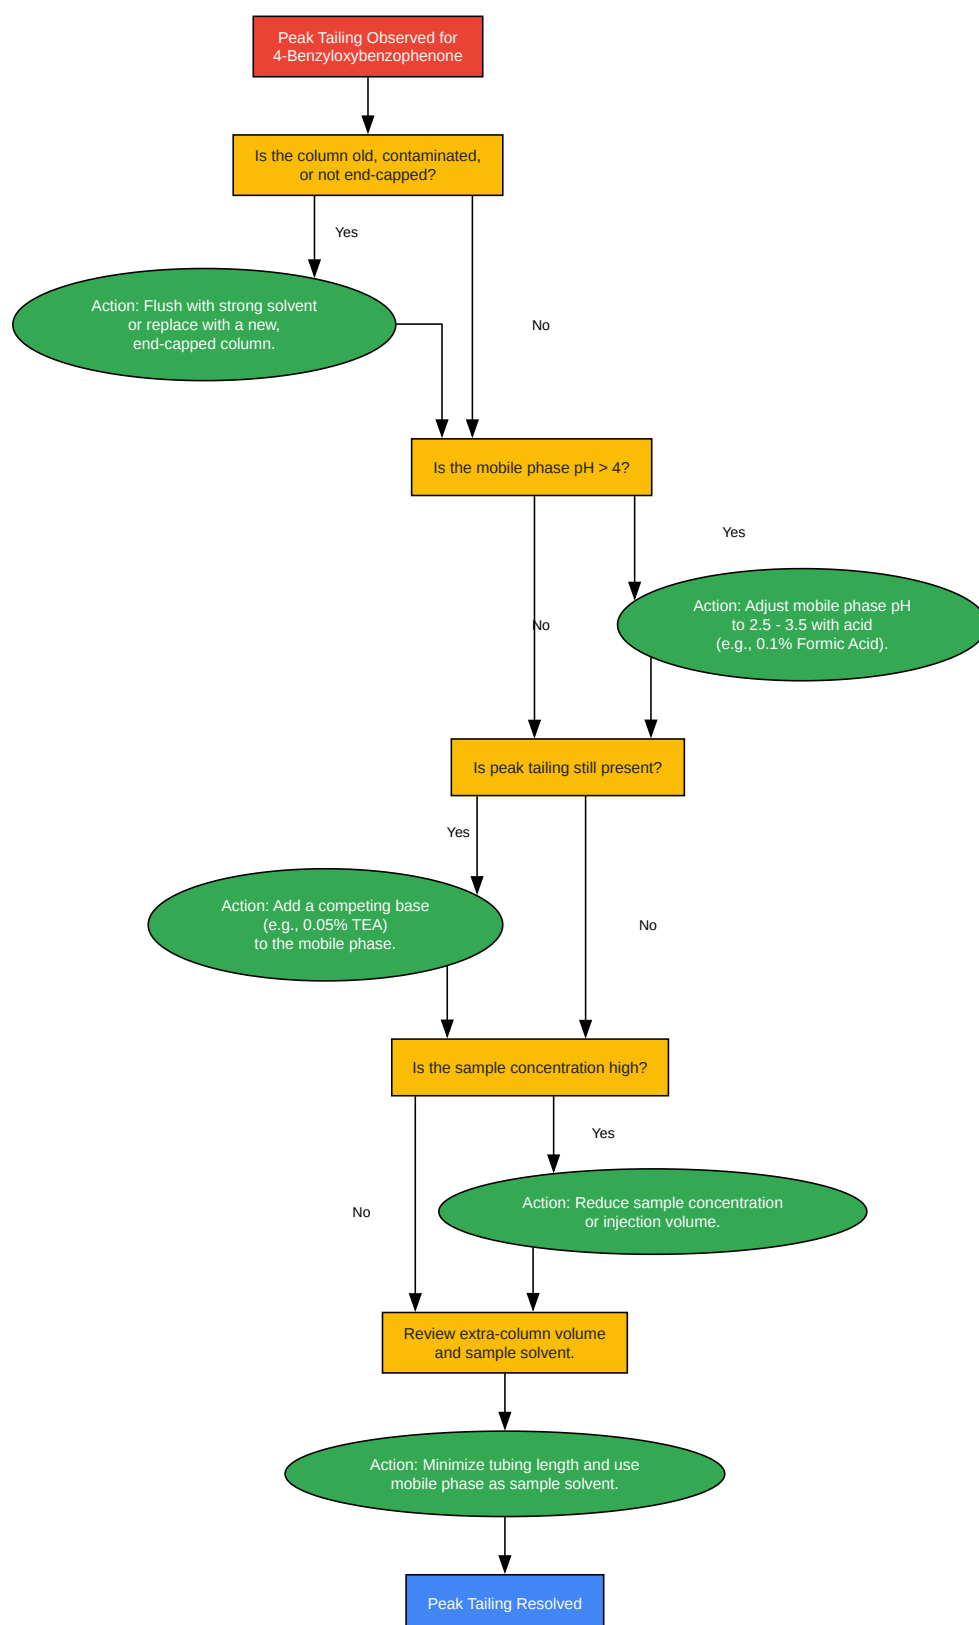 Peak Tailing Observed for
4-Benzyloxybenzophenone
Is the column old, contaminated,
or not end-capped?
Yes
Action: Flush with strong solvent
or replace with a new,
end-capped column.
No
Is the mobile phase pH > 4?
Yes
Action: Adjust mobile phase pH
to 2.5 - 3.5 with acid
(e.g., 0.1% Formic Acid).
No
Is peak tailing still present?
Yes
Action: Add a competing base
(e.g., 0.05% TEA)
to the mobile phase.
No
Is the sample concentration high?
Yes
Action: Reduce sample concentration
or injection volume.
No
Review extra-column volume
and sample solvent.
Action: Minimize tubing length and use
mobile phase as sample solvent.
Peak Tailing Resolved